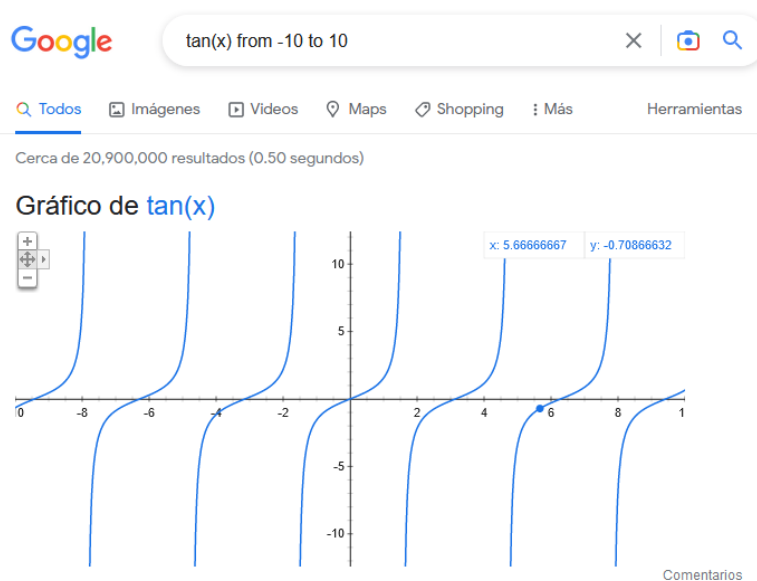 Google
tan(x) from -10 to 10
Todos Imágenes Videos Maps Shopping Más Herramientas
Cerca de 20,900,000 resultados (0.50 segundos)
Gráfico de tan(x)
x: 5.66666667 y: -0.70866632
10
5
0 -8 -6 -4 -2 2 4 6 8 1
-5
-10
Comentarios